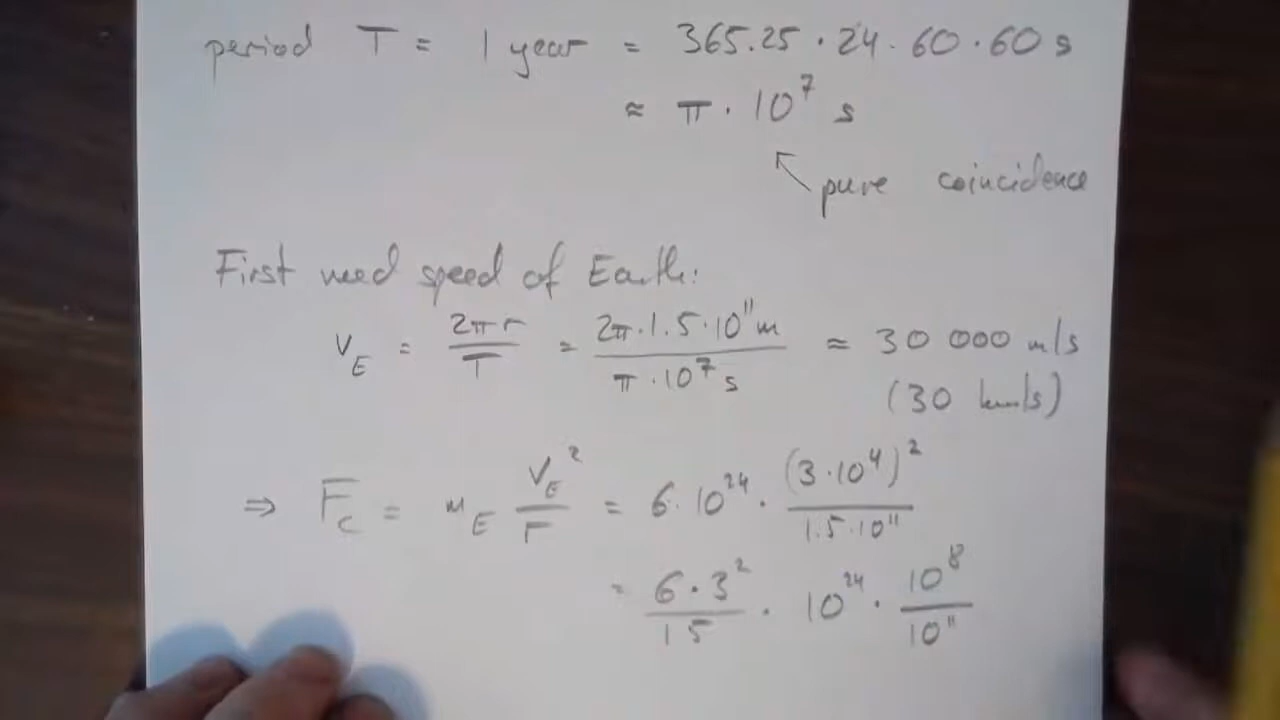 period T = 1 year = 365.25 · 24 · 60 · 60 s
≈ π · 10⁷ s
pure coincidence
First need speed of Earth:
v_E = 2πr / T = 2π · 1.5 · 10¹¹ m / π · 10⁷ s ≈ 30 000 m/s
(30 km/s)
⇒ F_c = m_E v_E² / r = 6 · 10²⁴ · (3 · 10⁴)² / 1.5 · 10¹¹
= 6 · 3² / 1 5 · 10²⁴ · 10⁸ / 10¹¹